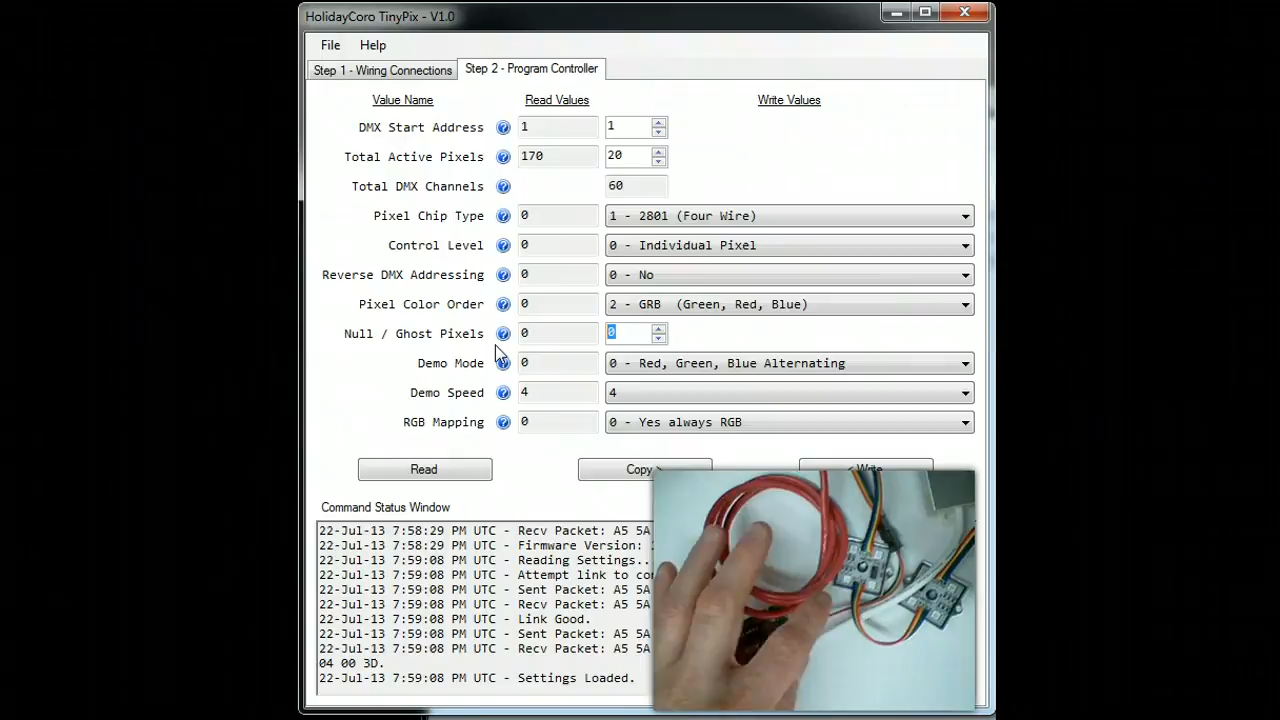 HolidayCoro TinyPix - V1.0
File Help
Step 1 - Wiring Connections Step 2 - Program Controller
Value Name Read Values Write Values
DMX Start Address 1 1
Total Active Pixels 170 20
Total DMX Channels 60
Pixel Chip Type 0 1 - 2801 (Four Wire)
Control Level 0 0 - Individual Pixel
Reverse DMX Addressing 0 0 - No
Pixel Color Order 0 2 - GRB (Green, Red, Blue)
Null / Ghost Pixels 0 0
Demo Mode 0 0 - Red, Green, Blue Alternating
Demo Speed 4 4
RGB Mapping 0 0 - Yes always RGB
Read Copy > Write
Command Status Window
22-Jul-13 7:58:29 PM UTC - Recv Packet: A5 5A
22-Jul-13 7:58:29 PM UTC - Firmware Version:
22-Jul-13 7:59:08 PM UTC - Reading Settings..
22-Jul-13 7:59:08 PM UTC - Attempt link to co
22-Jul-13 7:59:08 PM UTC - Sent Packet: A5 5A
22-Jul-13 7:59:08 PM UTC - Recv Packet: A5 5A
22-Jul-13 7:59:08 PM UTC - Link Good.
22-Jul-13 7:59:08 PM UTC - Sent Packet: A5 5A
22-Jul-13 7:59:08 PM UTC - Recv Packet: A5 5A
04 00 3D.
22-Jul-13 7:59:08 PM UTC - Settings Loaded.